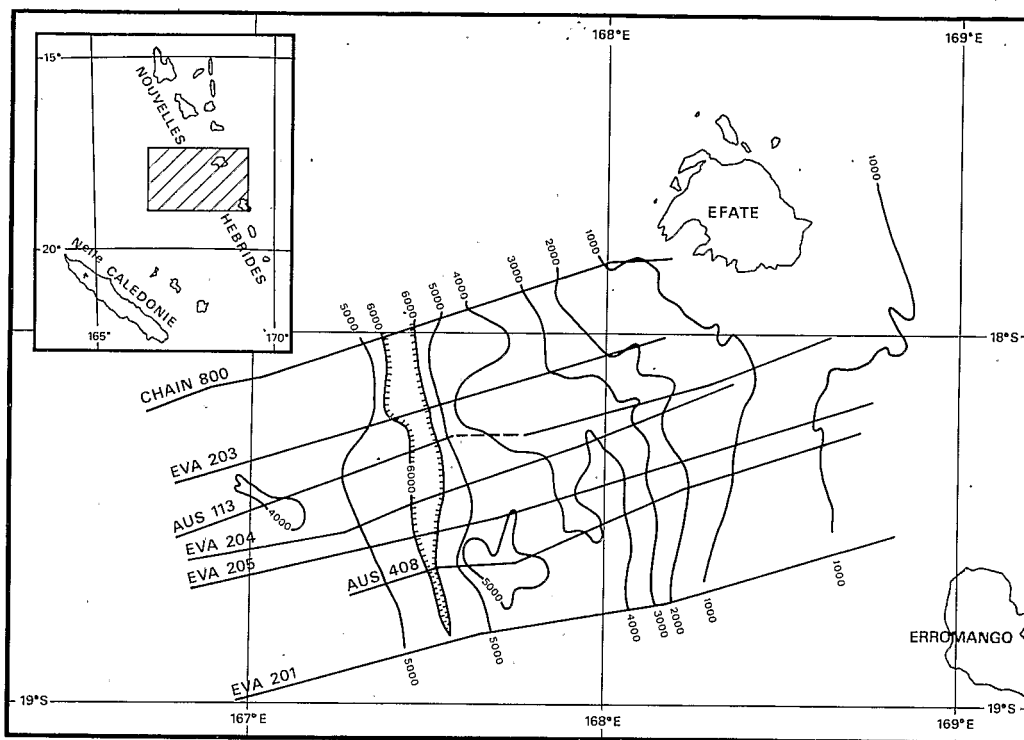 168°E
169°E
15°
NOUVELLES
HEBRIDES
20°
Nelle CALEDONIE
165°
170°
EFATE
1000
1000
2000
3000
4000
5000
6000
6000
5000
18°S
CHAIN 800
EVA 203
AUS 113
4000
6000
EVA 204
EVA 205
AUS 408
5000
EVA 201
5000
5000
4000
3000
2000
1000
1000
ERROMANGO
19°S
19°S
167°E
168°E
169°E